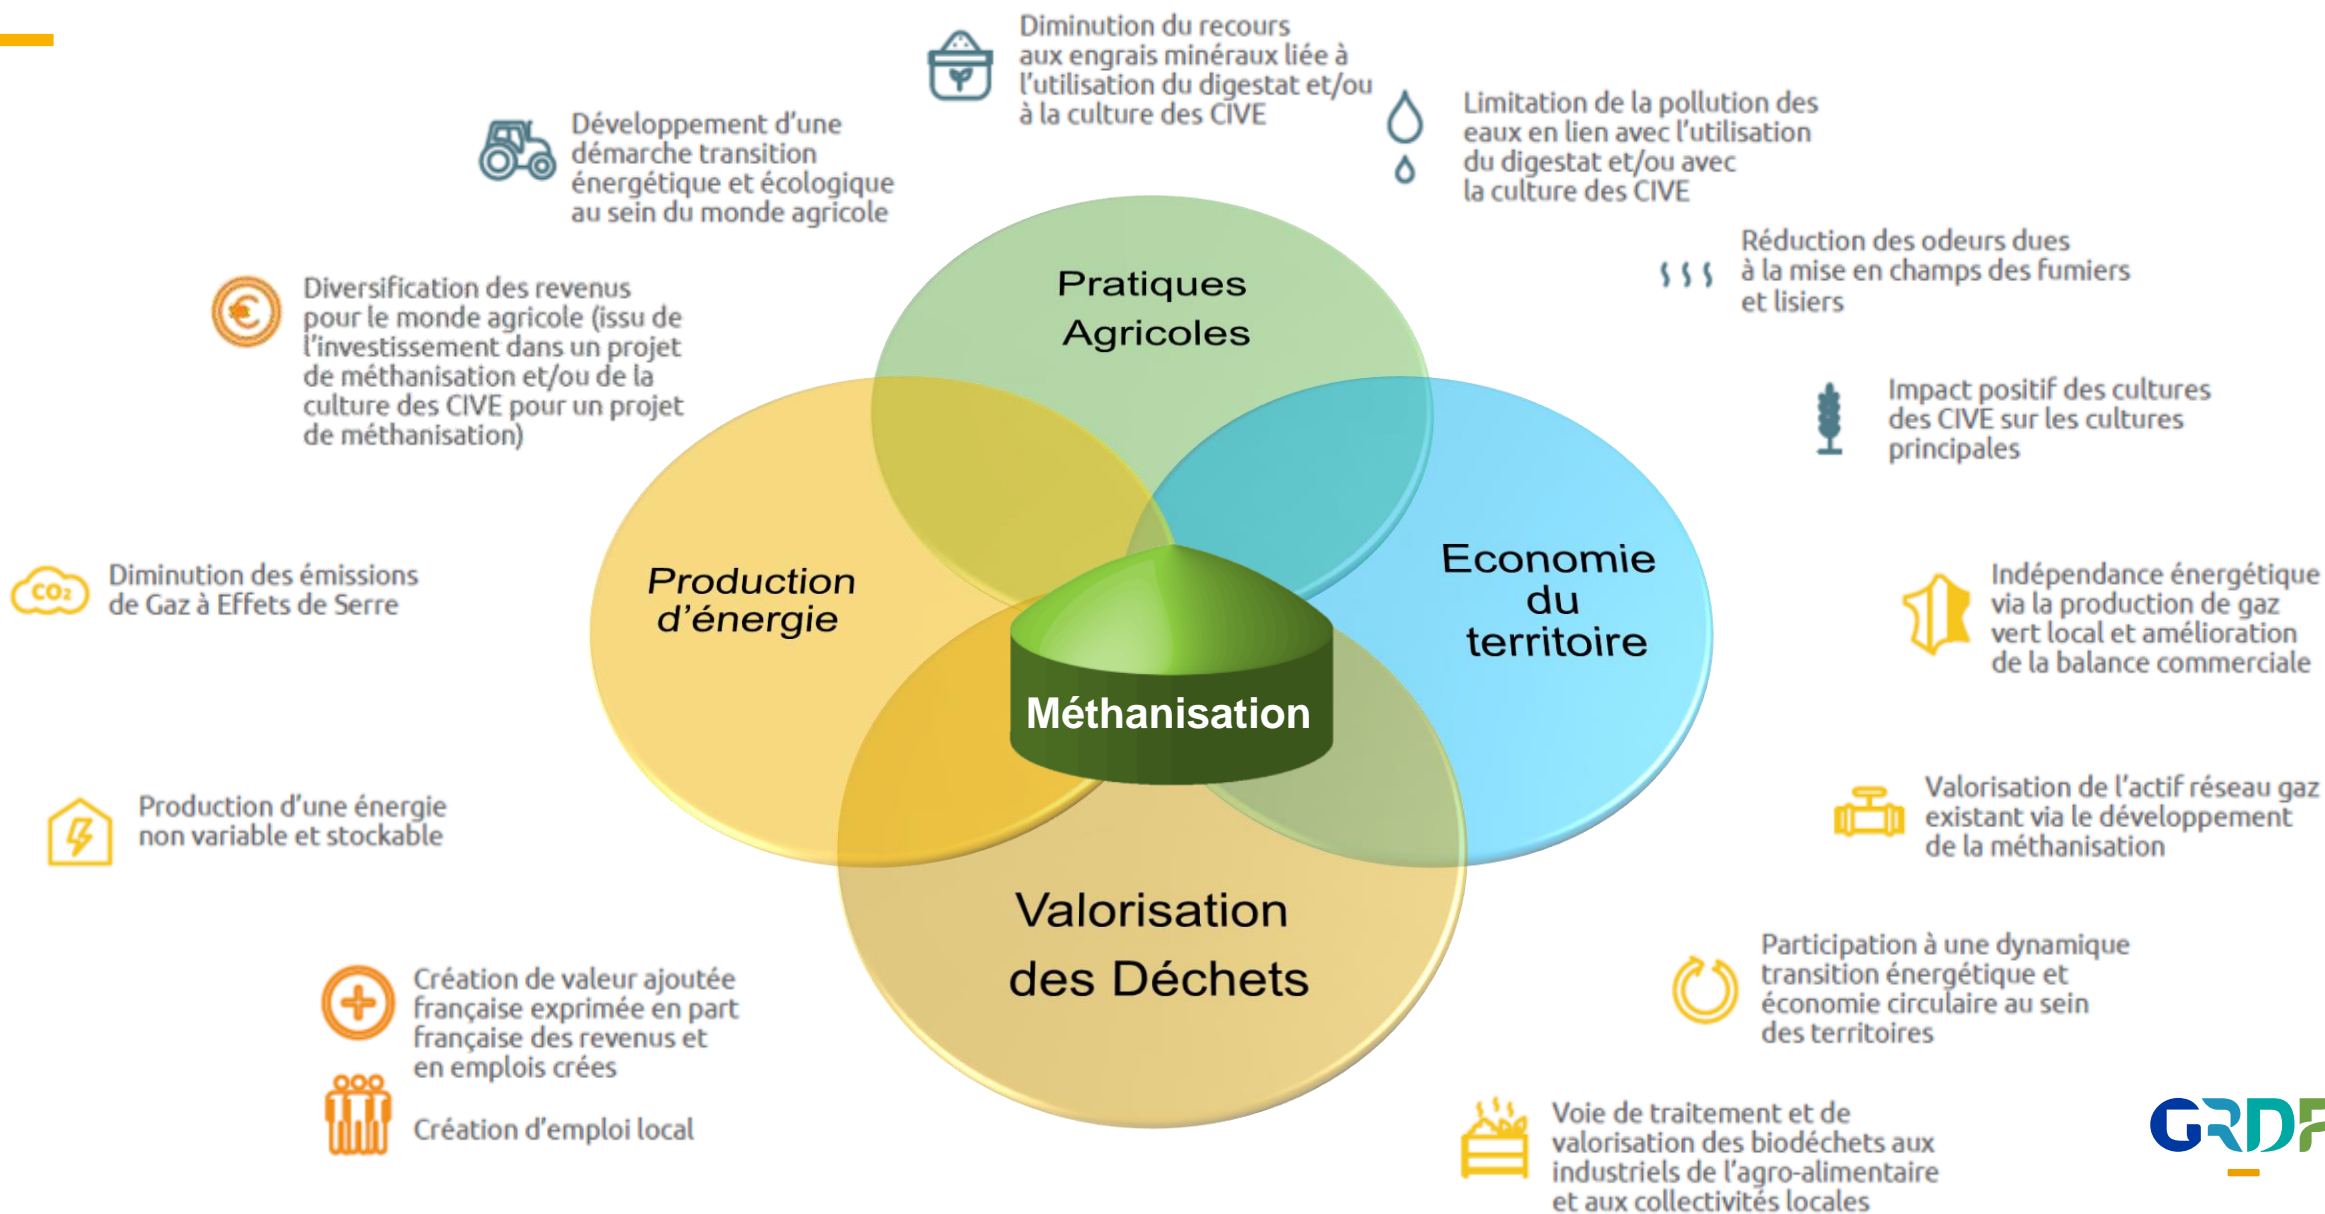 Diminution du recours
aux engrais minéraux liée à
l'utilisation du digestat et/ou
à la culture des CIVE
Limitation de la pollution des
eaux en lien avec l'utilisation
du digestat et/ou avec
la culture des CIVE
Développement d'une
démarche transition
énergétique et écologique
au sein du monde agricole
Réduction des odeurs dues
à la mise en champs des fumiers
et lisiers
Diversification des revenus
pour le monde agricole (issu de
l'investissement dans un projet
de méthanisation et/ou de la
culture des CIVE pour un projet
de méthanisation)
€
Pratiques
Agricoles
Impact positif des cultures
des CIVE sur les cultures
principales
CO₂
Diminution des émissions
de Gaz à Effets de Serre
Production
d'énergie
Economie
du
territoire
Indépendance énergétique
via la production de gaz
vert local et amélioration
de la balance commerciale
Méthanisation
Production d'une énergie
non variable et stockable
Valorisation de l'actif réseau gaz
existant via le développement
de la méthanisation
Valorisation
des Déchets
Création de valeur ajoutée
française exprimée en part
française des revenus et
en emplois crées
Création d'emploi local
Participation à une dynamique
transition énergétique et
économie circulaire au sein
des territoires
Voie de traitement et de
valorisation des biodéchets aux
industriels de l'agro-alimentaire
et aux collectivités locales
GRDF